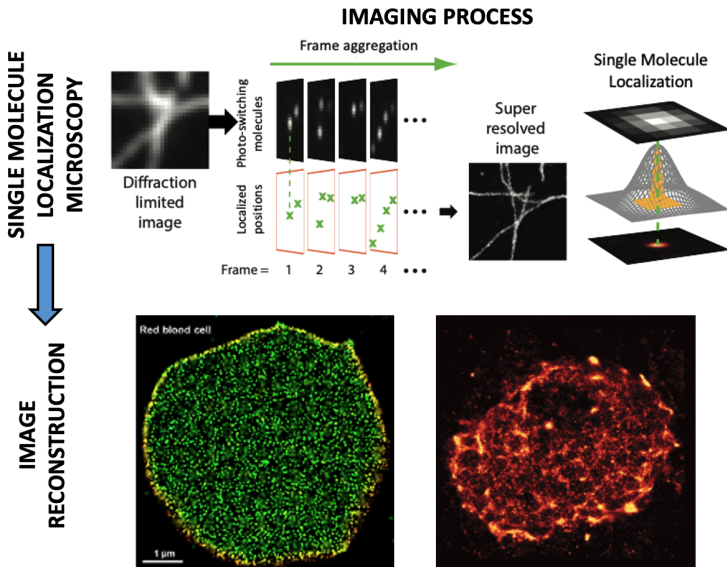 IMAGING PROCESS
SINGLE MOLECULE
LOCALIZATION
MICROSCOPY
Diffraction
limited image
Frame aggregation
Photo-switching
molecules
Localized
positions
Frame =
1
2
3
4
Super
resolved
image
Single Molecule
Localization
IMAGE
RECONSTRUCTION
Red blood cell
1 µm